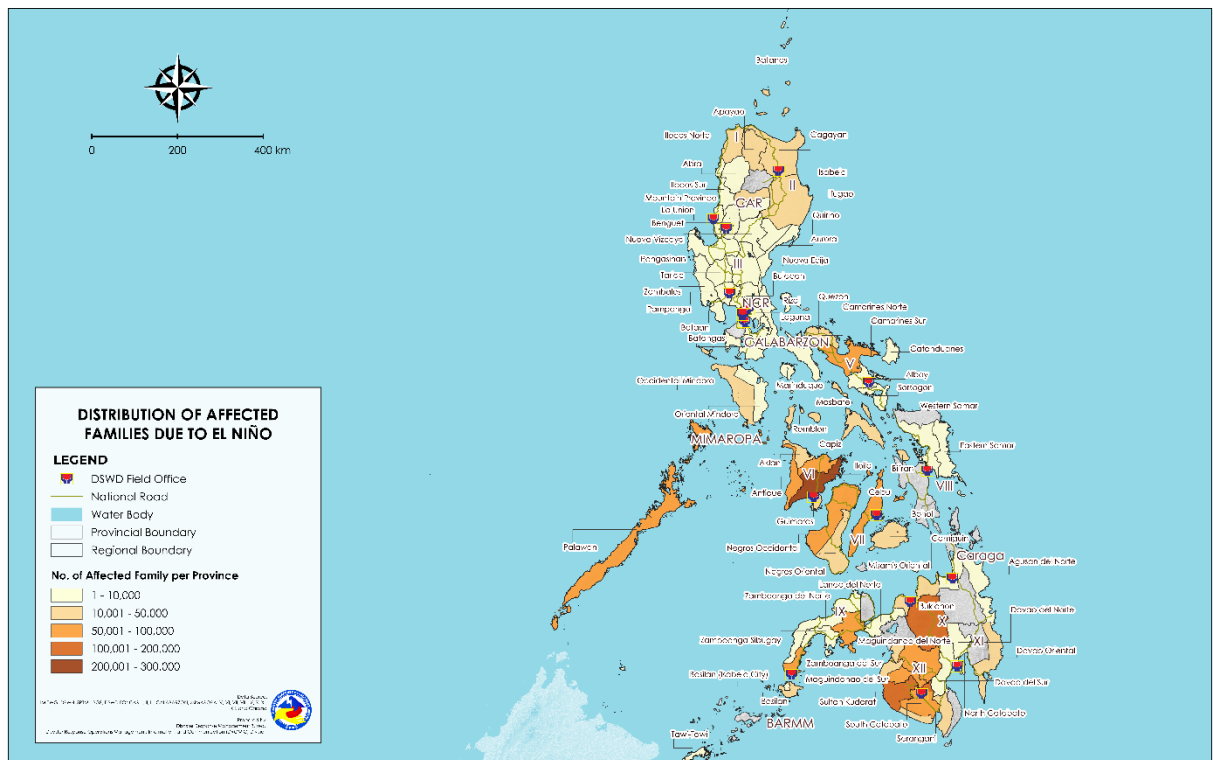 Batanes
Apayao
Ilocos Norte
I
Cagayan
Abra
Isabela
II
Ilocos Sur
Ifugao
Mountain Province
CAR
La Union
Quirino
Benguet
Nueva Vizcaya
Aurora
Pangasinan
III
Nueva Ecija
Tarlac
Bulacan
Zambales
NCR
Rizal
Quezon
Pampanga
Camarines Norte
Laguna
Camarines Sur
Bataan
Batangas
CALABARZON
Catanduanes
V
Albay
Occidental Mindoro
Marinduque
Sorsogon
Masbate
Western Samar
Oriental Mindoro
Romblon
MIMAROPA
Capiz
Eastern Samar
Aklan
VI
Iloilo
Biliran
VIII
Antique
Cebu
Bohol
Guimaras
VII
Camiguin
Palawan
Negros Occidental
Caraga
Misamis Oriental
Agusan del Norte
Negros Oriental
Lanao del Norte
Zamboanga del Norte
Bukidnon
Davao del Norte
IX
X
Zamboanga Sibugay
Maguindanao del Norte
XI
Davao Oriental
Zamboanga del Sur
XII
Basilan (Isabela City)
Maguindanao del Sur
Davao del Sur
Basilan
Sultan Kudarat
North Cotabato
BARMM
South Cotabato
Tawi-Tawi
Sarangani
0 200 400 km
DISTRIBUTION OF AFFECTED
FAMILIES DUE TO EL NIÑO
LEGEND
DSWD Field Office
National Road
Water Body
Provincial Boundary
Regional Boundary
No. of Affected Family per Province
1 - 10,000
10,001 - 50,000
50,001 - 100,000
100,001 - 200,000
200,001 - 300,000